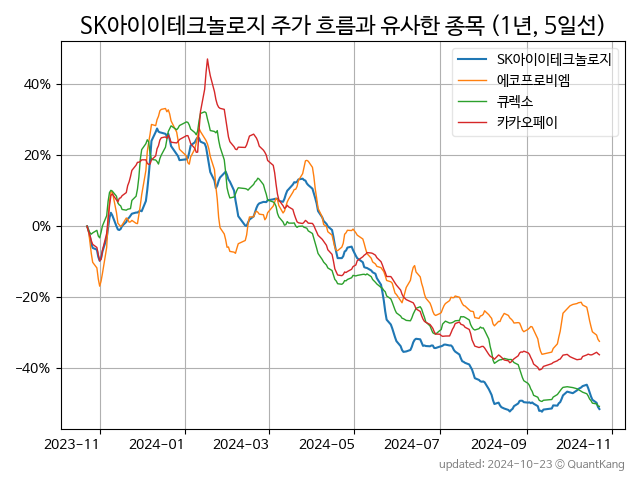 SK아이이테크놀로지 주가 흐름과 유사한 종목 (1년, 5일선)
SK아이이테크놀로지
에코프로비엠
큐렉소
카카오페이
40%
20%
0%
−20%
−40%
2023-11
2024-01
2024-03
2024-05
2024-07
2024-09
2024-11
updated: 2024-10-23 © QuantKang